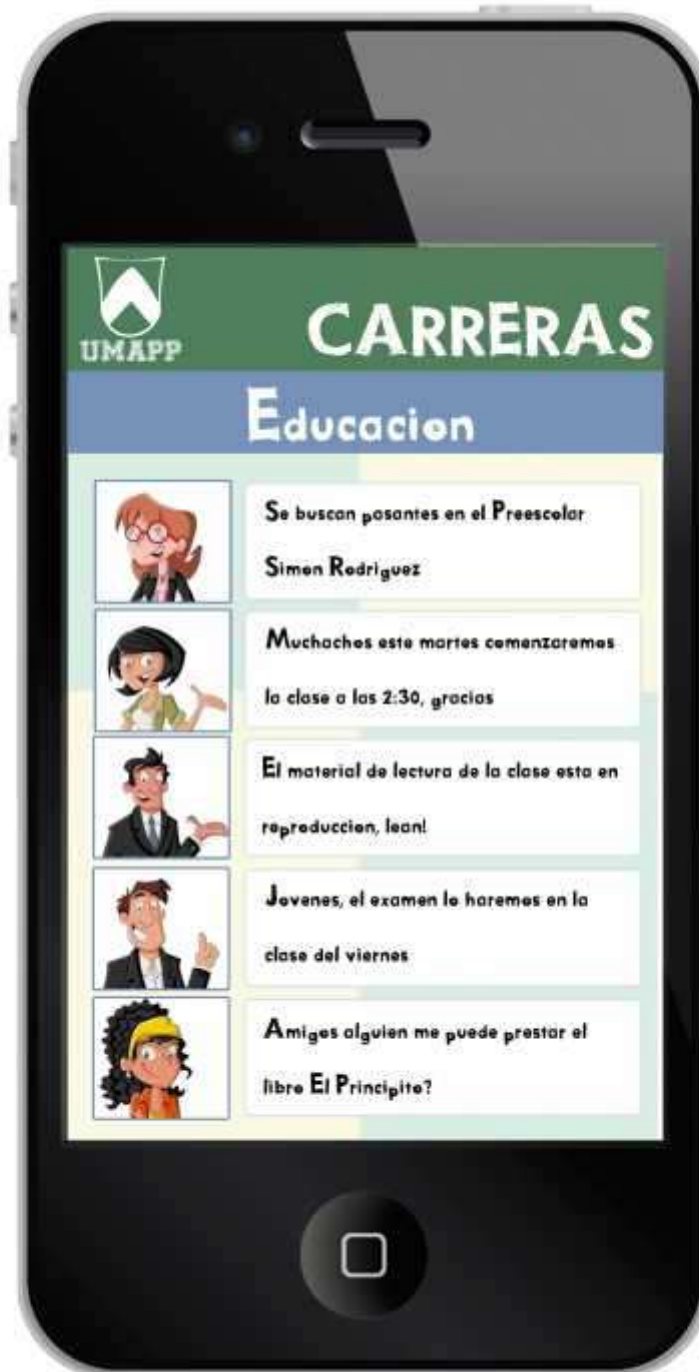 UMAPP
CARRERAS
Educacion
Se buscan pasantes en el Preescolar
Simon Rodriguez
Muchachos este martes comenzaremos
la clase a las 2:30, gracias
El material de lectura de la clase esta en
reproduccion, lean!
Jovenes, el examen lo haremos en la
clase del viernes
Amigos alguien me puede prestar el
libro El Principito?